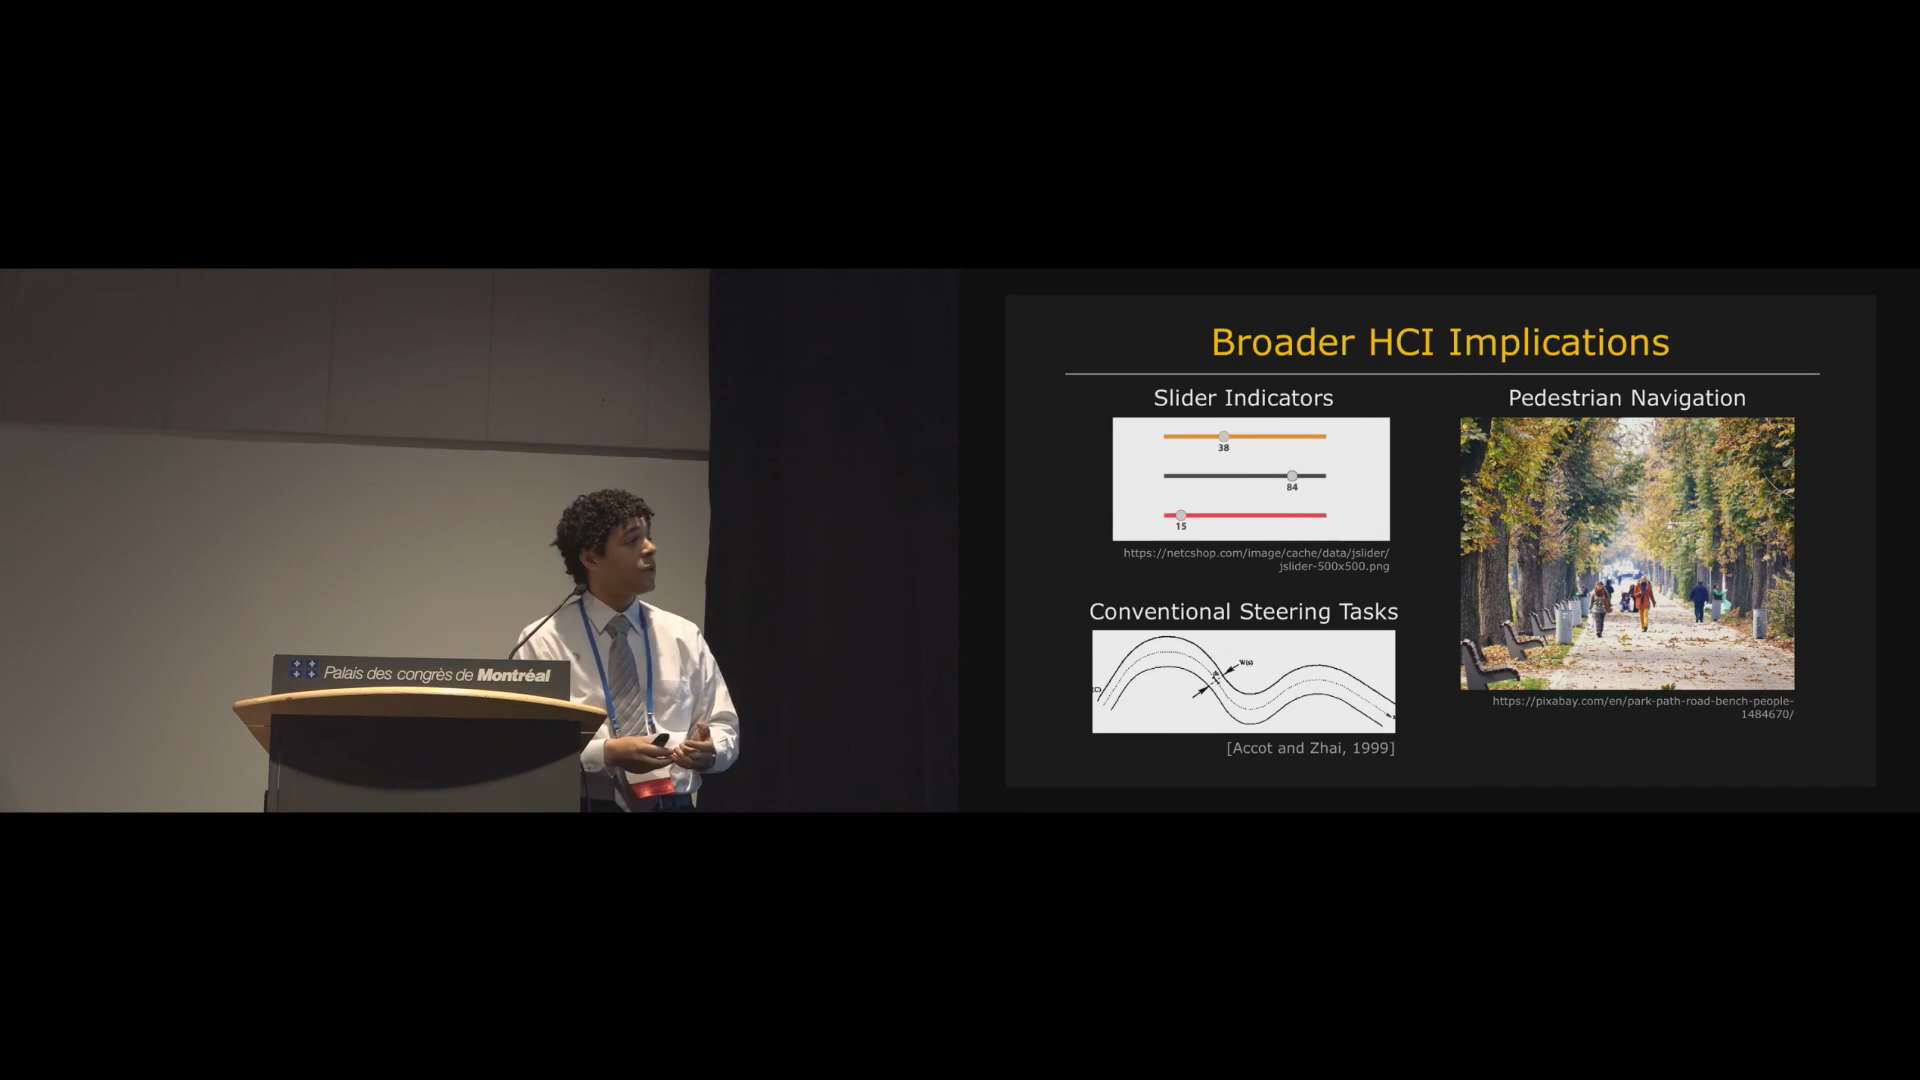 Palais des congrès de Montréal
Broader HCI Implications
Slider Indicators
38
84
15
https://netcshop.com/image/cache/data/jslider/
jslider-500x500.png
Conventional Steering Tasks
W(s)
[Accot and Zhai, 1999]
Pedestrian Navigation
https://pixabay.com/en/park-path-road-bench-people-
1484670/